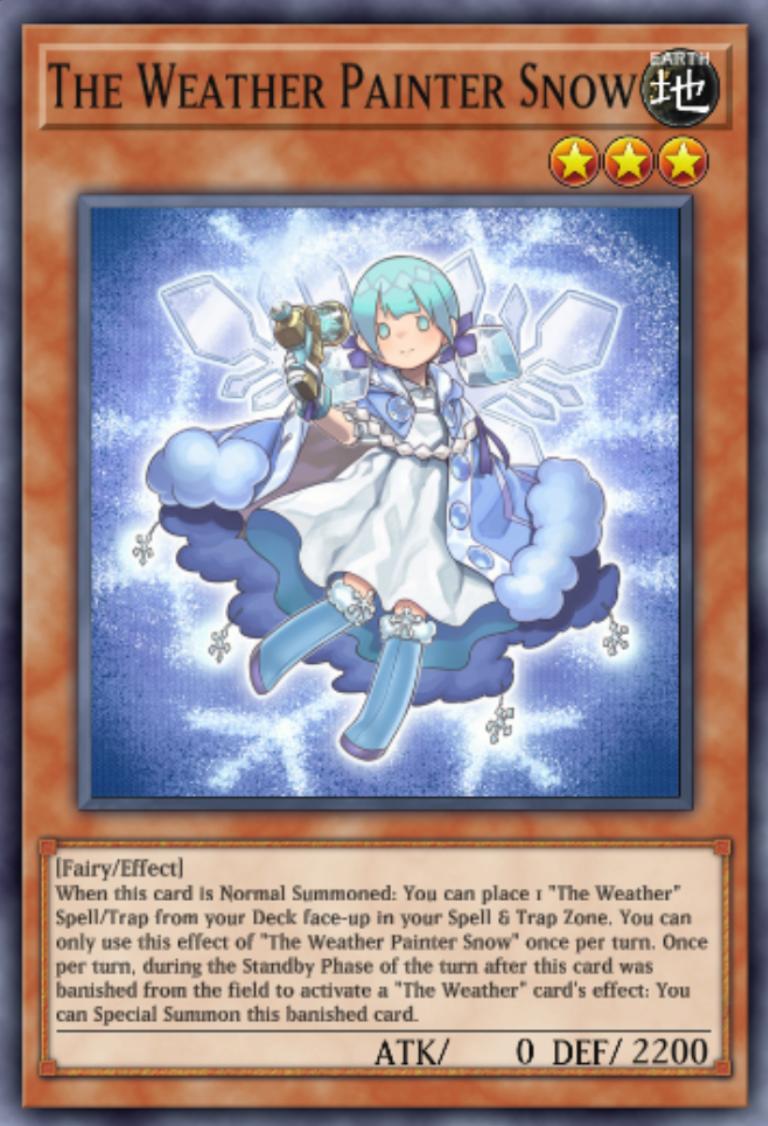 THE WEATHER PAINTER SNOW
EARTH
地
[Fairy/Effect]
When this card is Normal Summoned: You can place 1 "The Weather"
Spell/Trap from your Deck face-up in your Spell & Trap Zone. You can
only use this effect of "The Weather Painter Snow" once per turn. Once
per turn, during the Standby Phase of the turn after this card was
banished from the field to activate a "The Weather" card's effect: You
can Special Summon this banished card.
ATK/ 0 DEF/ 2200